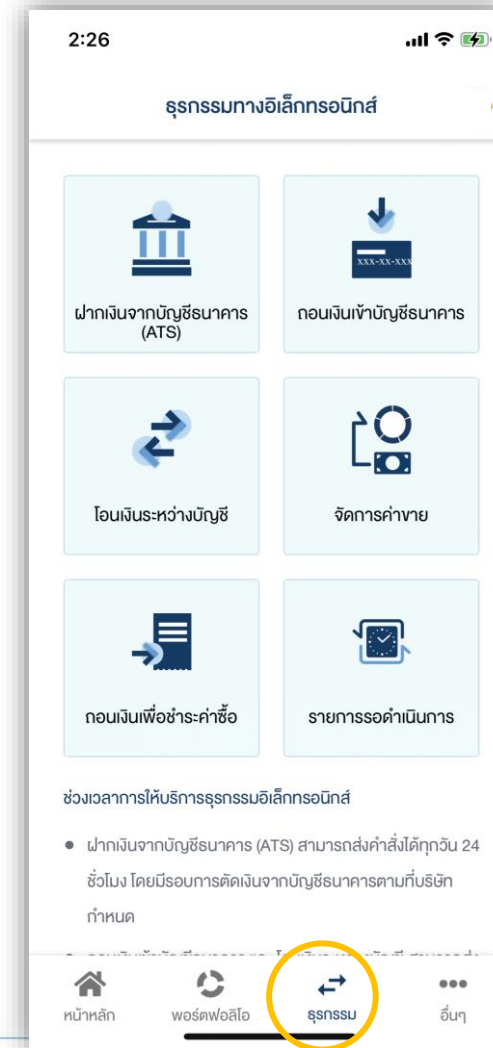 2:26
ธุรกรรมทางอิเล็กทรอนิกส์
ฝากเงินจากบัญชีธนาคาร
(ATS)
XXX-XX-XXX
ถอนเงินเข้าบัญชีธนาคาร
โอนเงินระหว่างบัญชี
จัดการค่าขาย
ถอนเงินเพื่อชำระค่าซื้อ
รายการรอดำเนินการ
ช่วงเวลาการให้บริการธุรกรรมอิเล็กทรอนิกส์
• ฝากเงินจากบัญชีธนาคาร (ATS) สามารถส่งคำสั่งได้ทุกวัน 24
ชั่วโมง โดยมีรอบการตัดเงินจากบัญชีธนาคารตามที่บริษัท
กำหนด
หน้าหลัก
พอร์ตฟอลิโอ
ธุรกรรม
อื่นๆ